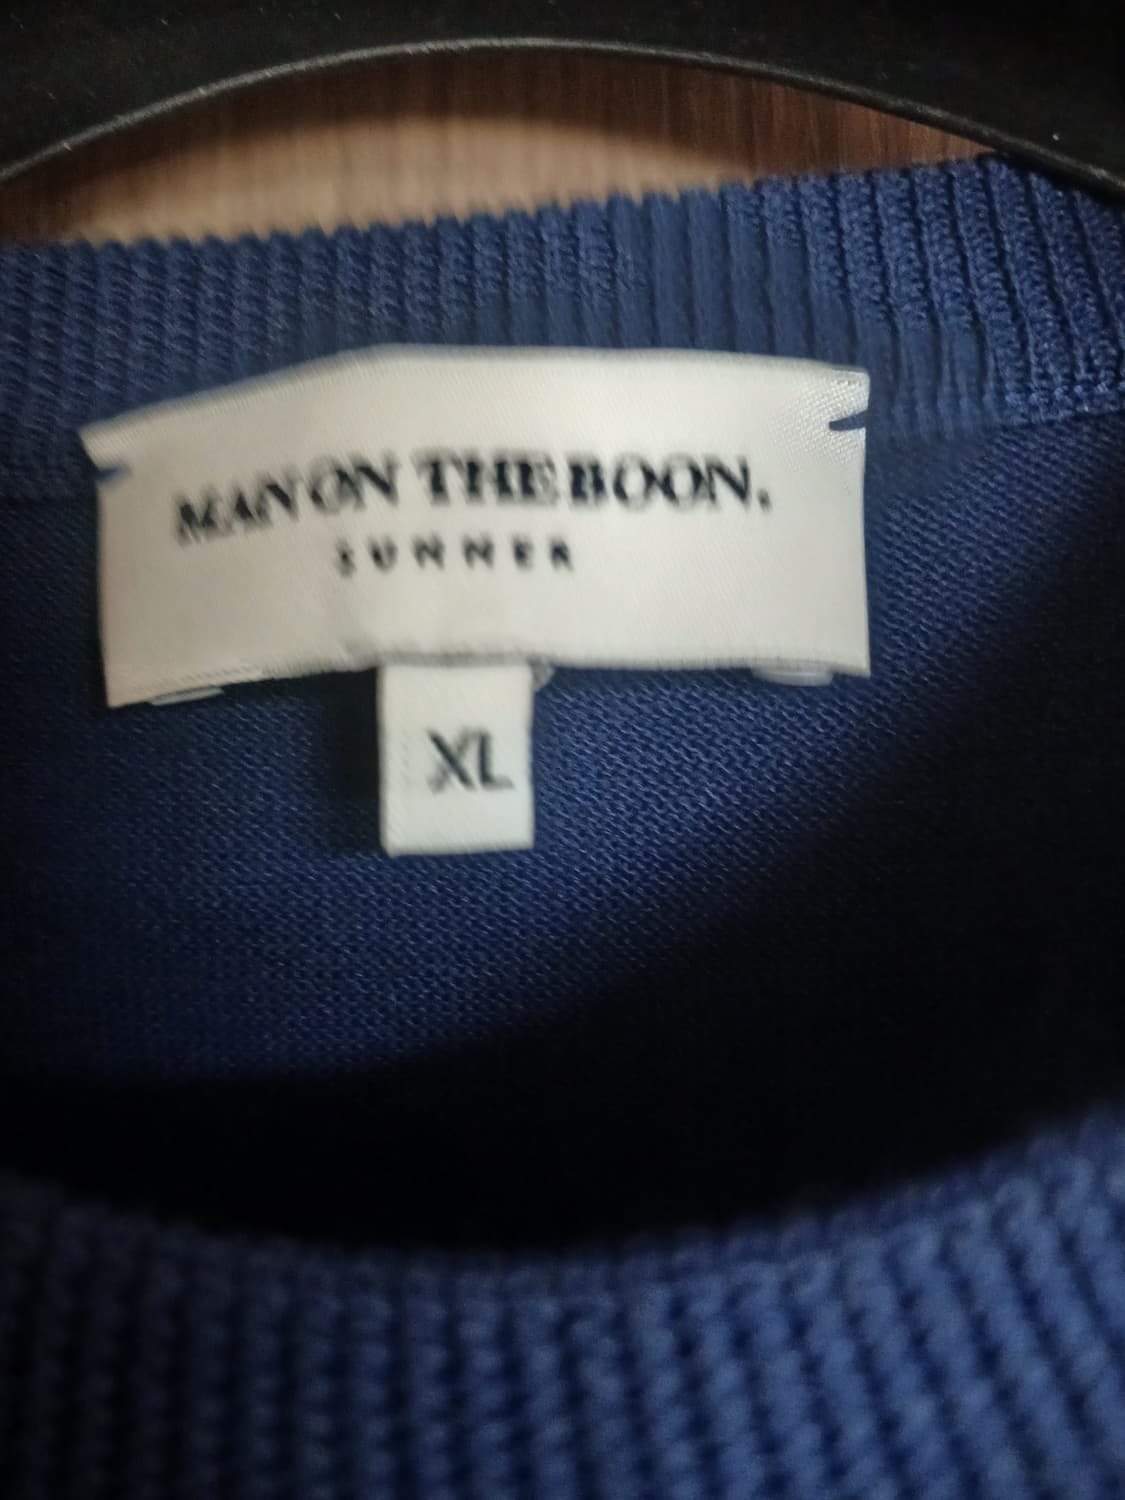 MAN ON THE BOON.
SUMMER
XL